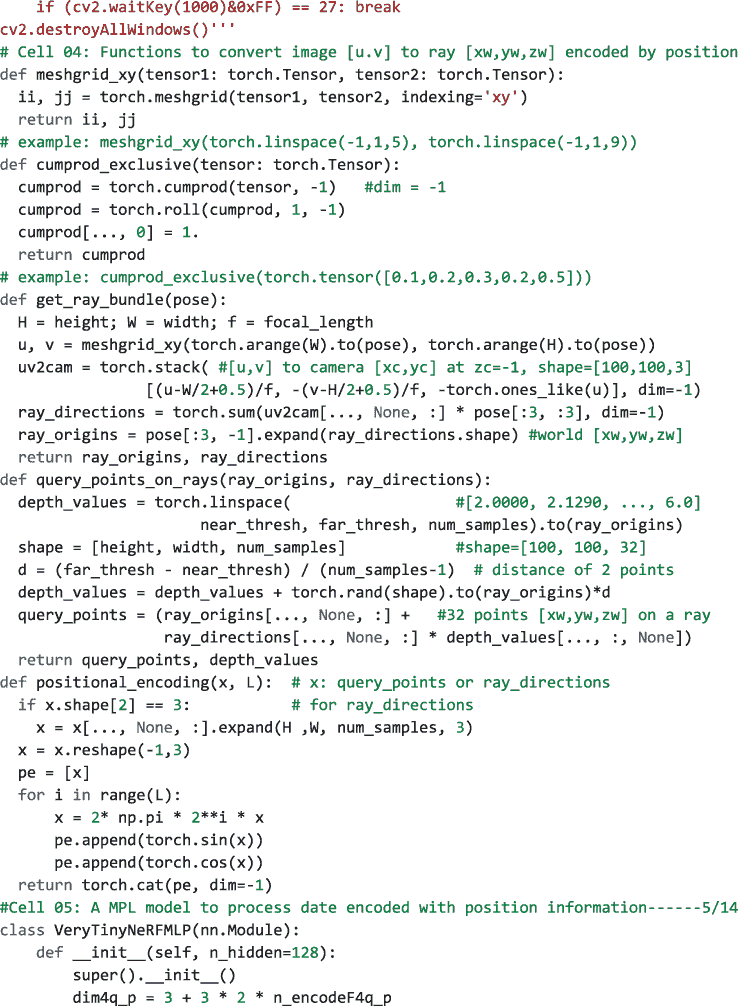 if (cv2.waitKey(1000)&0xFF) == 27: break
cv2.destroyAllWindows()'''
# Cell 04: Functions to convert image [u.v] to ray [xw,yw,zw] encoded by position
def meshgrid_xy(tensor1: torch.Tensor, tensor2: torch.Tensor):
  ii, jj = torch.meshgrid(tensor1, tensor2, indexing='xy')
  return ii, jj
# example: meshgrid_xy(torch.linspace(-1,1,5), torch.linspace(-1,1,9))
def cumprod_exclusive(tensor: torch.Tensor):
  cumprod = torch.cumprod(tensor, -1)   #dim = -1
  cumprod = torch.roll(cumprod, 1, -1)
  cumprod[..., 0] = 1.
  return cumprod
# example: cumprod_exclusive(torch.tensor([0.1,0.2,0.3,0.2,0.5]))
def get_ray_bundle(pose):
  H = height; W = width; f = focal_length
  u, v = meshgrid_xy(torch.arange(W).to(pose), torch.arange(H).to(pose))
  uv2cam = torch.stack( #[u,v] to camera [xc,yc] at zc=-1, shape=[100,100,3]
                [(u-W/2+0.5)/f, -(v-H/2+0.5)/f, -torch.ones_like(u)], dim=-1)
  ray_directions = torch.sum(uv2cam[..., None, :] * pose[:3, :3], dim=-1)
  ray_origins = pose[:3, -1].expand(ray_directions.shape) #world [xw,yw,zw]
  return ray_origins, ray_directions
def query_points_on_rays(ray_origins, ray_directions):
  depth_values = torch.linspace(                  #[2.0000, 2.1290, ..., 6.0]
                      near_thresh, far_thresh, num_samples).to(ray_origins)
  shape = [height, width, num_samples]            #shape=[100, 100, 32]
  d = (far_thresh - near_thresh) / (num_samples-1)  # distance of 2 points
  depth_values = depth_values + torch.rand(shape).to(ray_origins)*d
  query_points = (ray_origins[..., None, :] +   #32 points [xw,yw,zw] on a ray
                  ray_directions[..., None, :] * depth_values[..., :, None])
  return query_points, depth_values
def positional_encoding(x, L):  # x: query_points or ray_directions
  if x.shape[2] == 3:           # for ray_directions
    x = x[..., None, :].expand(H ,W, num_samples, 3)
  x = x.reshape(-1,3)
  pe = [x]
  for i in range(L):
      x = 2* np.pi * 2**i * x
      pe.append(torch.sin(x))
      pe.append(torch.cos(x))
  return torch.cat(pe, dim=-1)
#Cell 05: A MPL model to process date encoded with position information------5/14
class VeryTinyNeRFMLP(nn.Module):
    def __init__(self, n_hidden=128):
        super().__init__()
        dim4q_p = 3 + 3 * 2 * n_encodeF4q_p